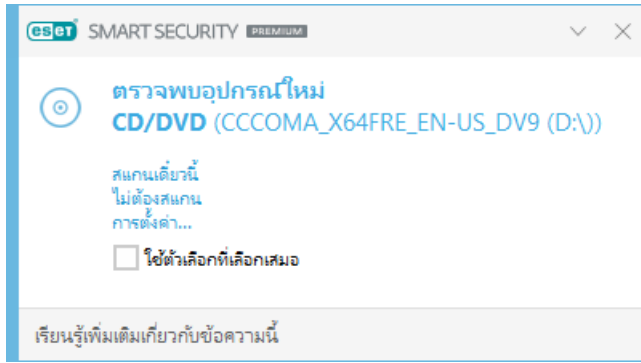 eset SMART SECURITY PREMIUM
ตรวจพบอุปกรณ์ใหม่
CD/DVD (CCCOMA_X64FRE_EN-US_DV9 (D:\))
สแกนเดี๋ยวนี้
ไม่ต้องสแกน
การตั้งค่า...
ใช้ตัวเลือกที่เลือกเสมอ
เรียนรู้เพิ่มเติมเกี่ยวกับข้อความนี้